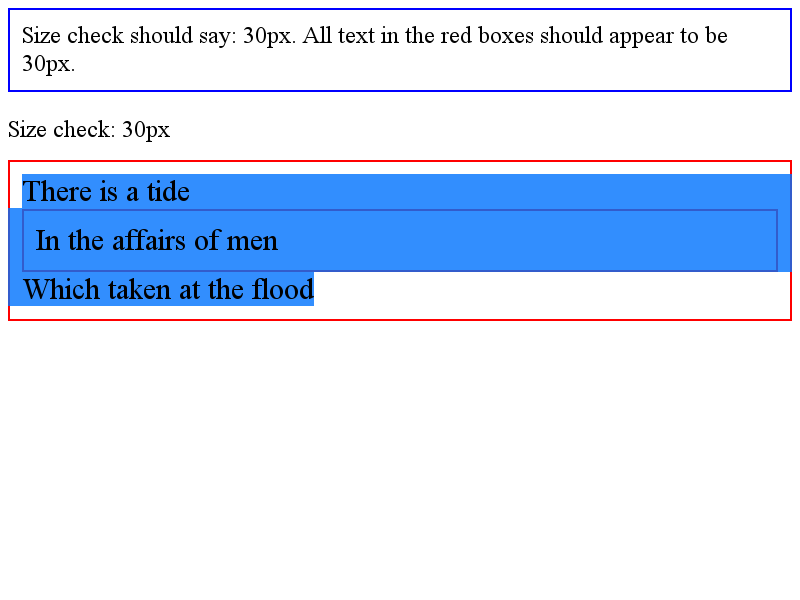 Size check should say: 30px. All text in the red boxes should appear to be
30px.
Size check: 30px
There is a tide
In the affairs of men
Which taken at the flood